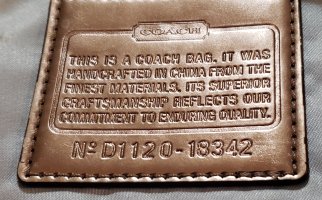 COACH
THIS IS A COACH BAG. IT WAS
HANDCRAFTED IN CHINA FROM THE
FINEST MATERIALS. ITS SUPERIOR
CRAFTSMANSHIP REFLECTS OUR
COMMITMENT TO ENDURING QUALITY.
Nº D1120-18342